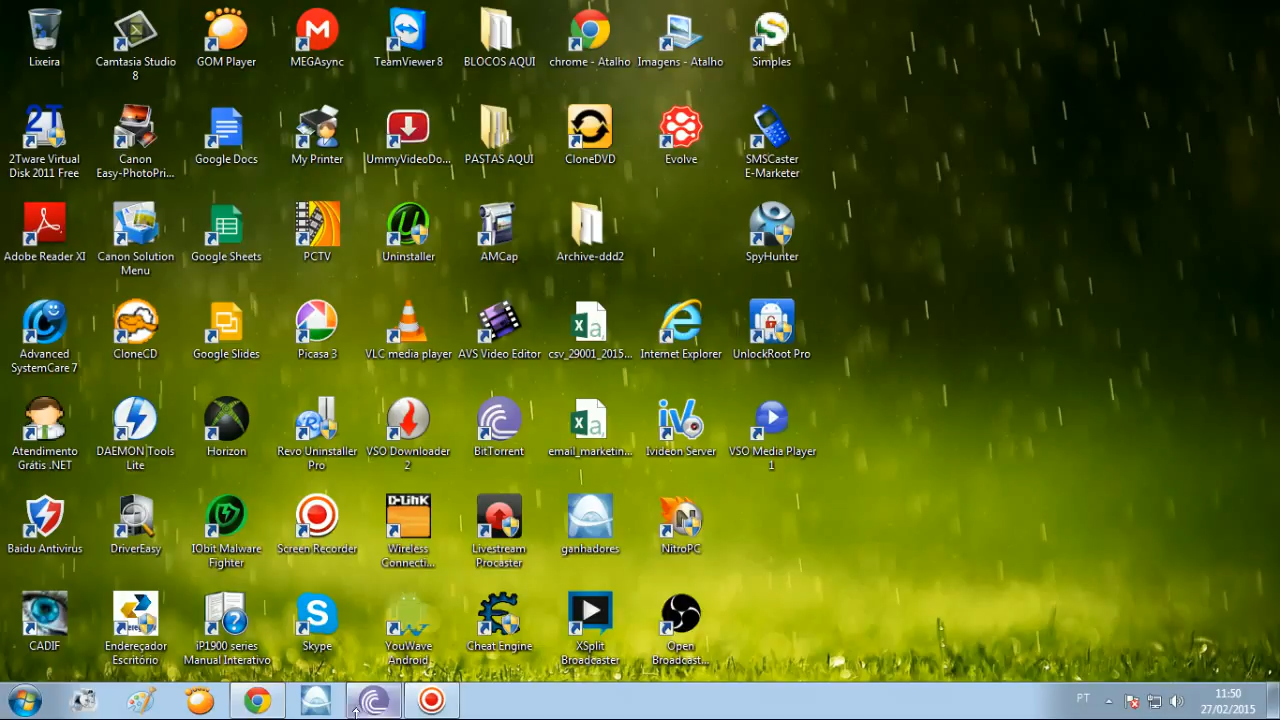 Lixeira
Camtasia Studio
8
GOM Player
MEGAsync
TeamViewer 8
BLOCOS AQUI
chrome - Atalho
Imagens - Atalho
Simples
2T
2Tware Virtual
Disk 2011 Free
Canon
Easy-PhotoPri...
Google Docs
My Printer
UmmyVideoDo...
PASTAS AQUI
CloneDVD
Evolve
SMSCaster
E-Marketer
Adobe Reader XI
Canon Solution
Menu
Google Sheets
PCTV
Uninstaller
AMCap
Archive-ddd2
SpyHunter
Advanced
SystemCare 7
CloneCD
Google Slides
Picasa 3
VLC media player
AVS Video Editor
csv_29001_2015...
Internet Explorer
UnlockRoot Pro
Atendimento
Grátis .NET
DAEMON Tools
Lite
Horizon
Revo Uninstaller
Pro
VSO Downloader
2
BitTorrent
email_marketin...
Ivideon Server
VSO Media Player
1
Baidu Antivirus
DriverEasy
IObit Malware
Fighter
Screen Recorder
D-Link
Wireless
Connecti...
Livestream
Procaster
ganhadores
NitroPC
CADIF
Endereçador
Escritório
iP1900 series
Manual Interativo
Skype
YouWave
Android
Cheat Engine
XSplit
Broadcaster
Open
Broadcast...
PT
11:50
27/02/2015